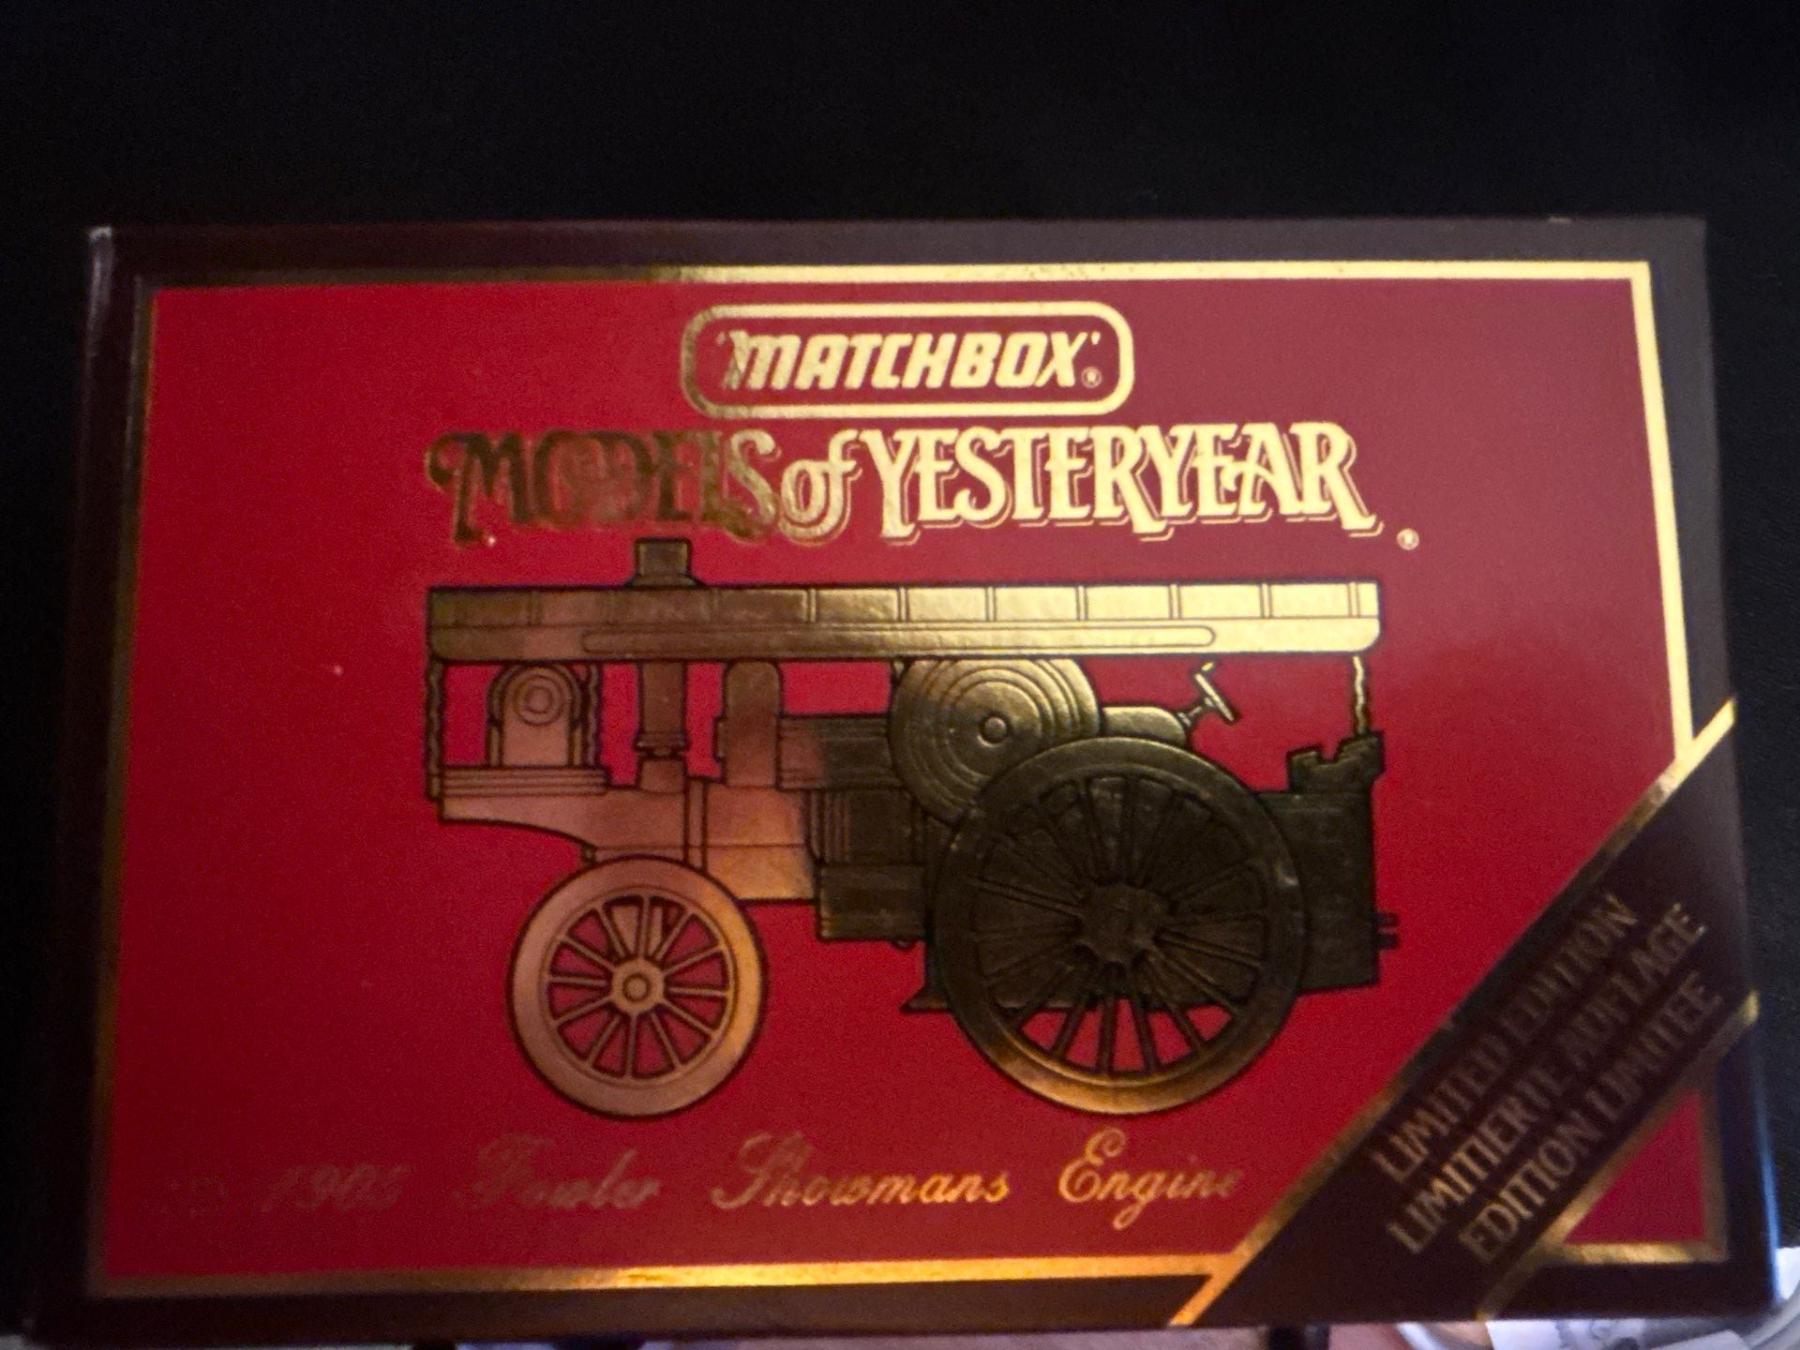 'MATCHBOX'®
MODELS of YESTERYEAR®
1905 Fowler Showmans Engine
LIMITED EDITION
LIMITIERTE AUFLAGE
EDITION LIMITEE